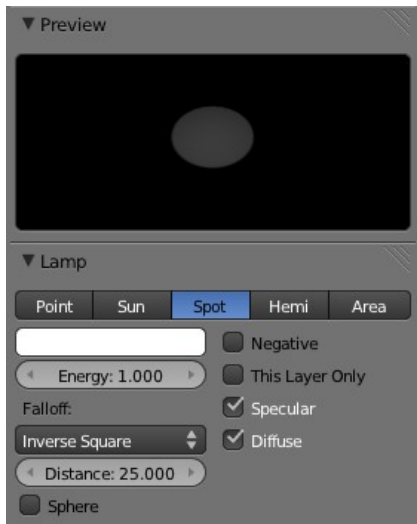 Preview
Lamp
Point Sun Spot Hemi Area
Negative
Energy: 1.000 This Layer Only
Falloff: Specular
Inverse Square Diffuse
Distance: 25.000
Sphere